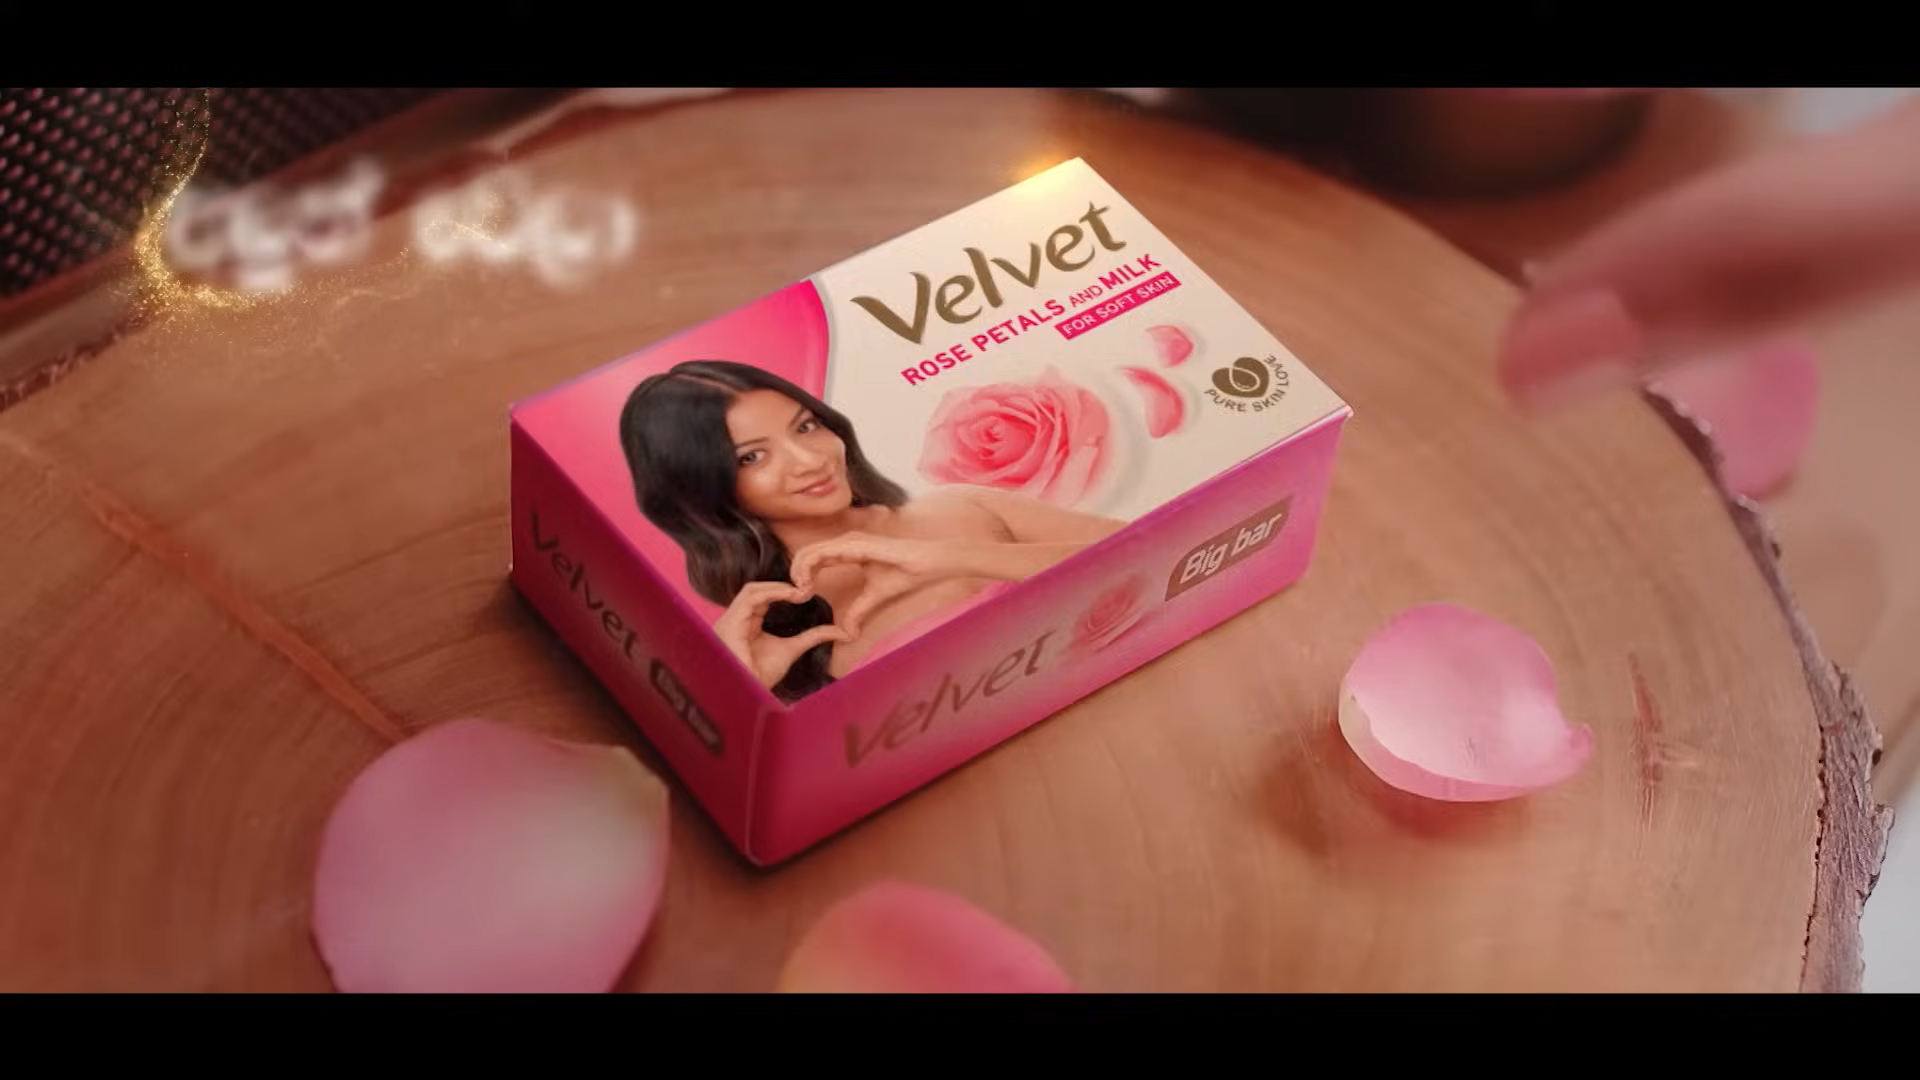 Velvet
ROSE PETALS AND MILK
FOR SOFT SKIN
PURE SKIN LOVE
Big bar
Velvet
Velvet Big bar